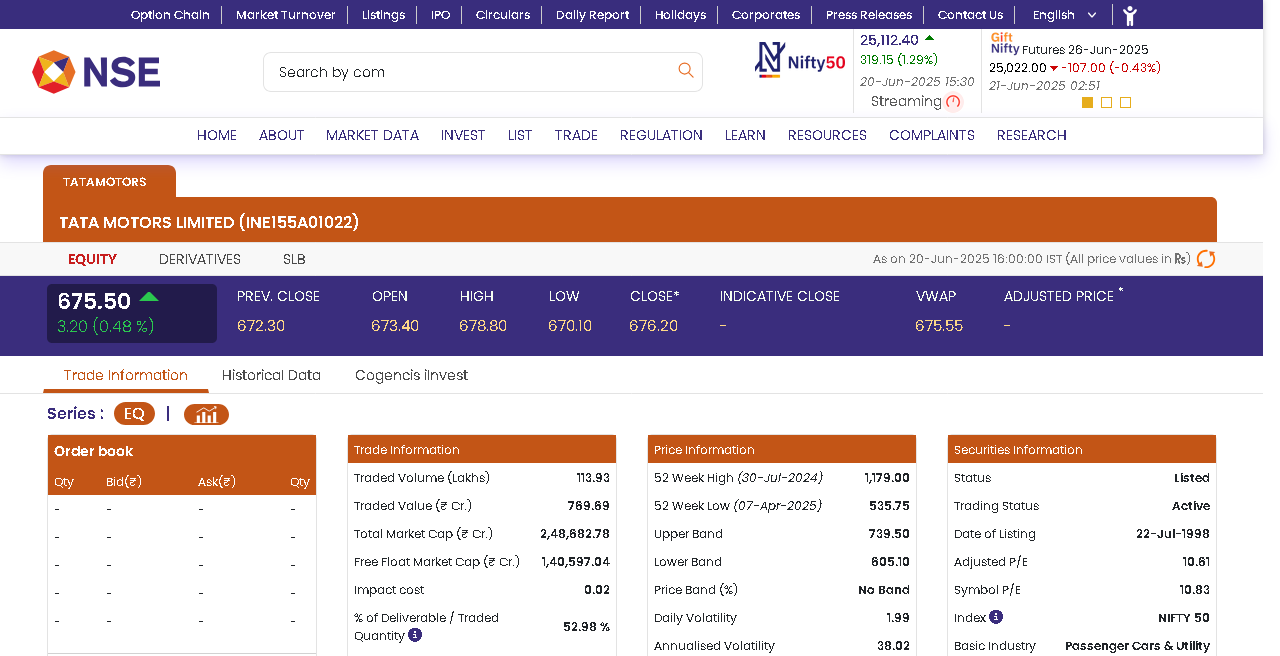 Option Chain Market Turnover Listings IPO Circulars Daily Report Holidays Corporates Press Releases Contact Us English
NSE
Search by com
Nifty50
25,112.40
319.15 (1.29%)
20-Jun-2025 15:30
Streaming
Gift
Nifty Futures 26-Jun-2025
25,022.00 -107.00 (-0.43%)
21-Jun-2025 02:51
HOME ABOUT MARKET DATA INVEST LIST TRADE REGULATION LEARN RESOURCES COMPLAINTS RESEARCH
TATAMOTORS
TATA MOTORS LIMITED (INE155A01022)
EQUITY DERIVATIVES SLB As on 20-Jun-2025 16:00:00 IST (All price values in Rs)
675.50
3.20 (0.48 %)
PREV. CLOSE OPEN HIGH LOW CLOSE* INDICATIVE CLOSE VWAP ADJUSTED PRICE *
672.30 673.40 678.80 670.10 676.20 - 675.55 -
Trade Information Historical Data Cogencis iInvest
Series : EQ |
Order book
Qty Bid(₹) Ask(₹) Qty
- - - -
- - - -
- - - -
- - - -
- - - -
Trade Information
Traded Volume (Lakhs) 113.93
Traded Value (₹ Cr.) 769.69
Total Market Cap (₹ Cr.) 2,48,682.78
Free Float Market Cap (₹ Cr.) 1,40,597.04
Impact cost 0.02
% of Deliverable / Traded
Quantity i 52.98 %
Price Information
52 Week High (30-Jul-2024) 1,179.00
52 Week Low (07-Apr-2025) 535.75
Upper Band 739.50
Lower Band 605.10
Price Band (%) No Band
Daily Volatility 1.99
Annualised Volatility 38.02
Securities Information
Status Listed
Trading Status Active
Date of Listing 22-Jul-1998
Adjusted P/E 10.61
Symbol P/E 10.83
Index i NIFTY 50
Basic Industry Passenger Cars & Utility